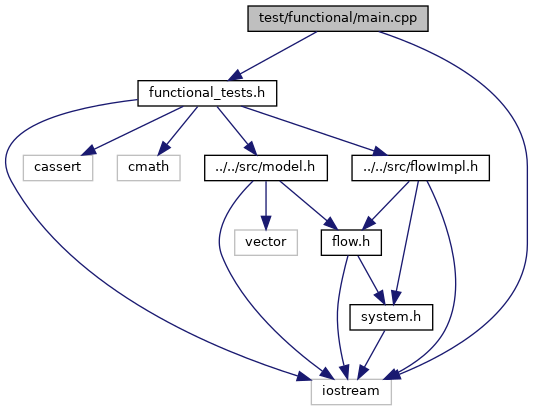 test/functional/main.cpp
functional_tests.h
cassert
cmath
../../src/model.h
../../src/flowImpl.h
vector
flow.h
system.h
iostream